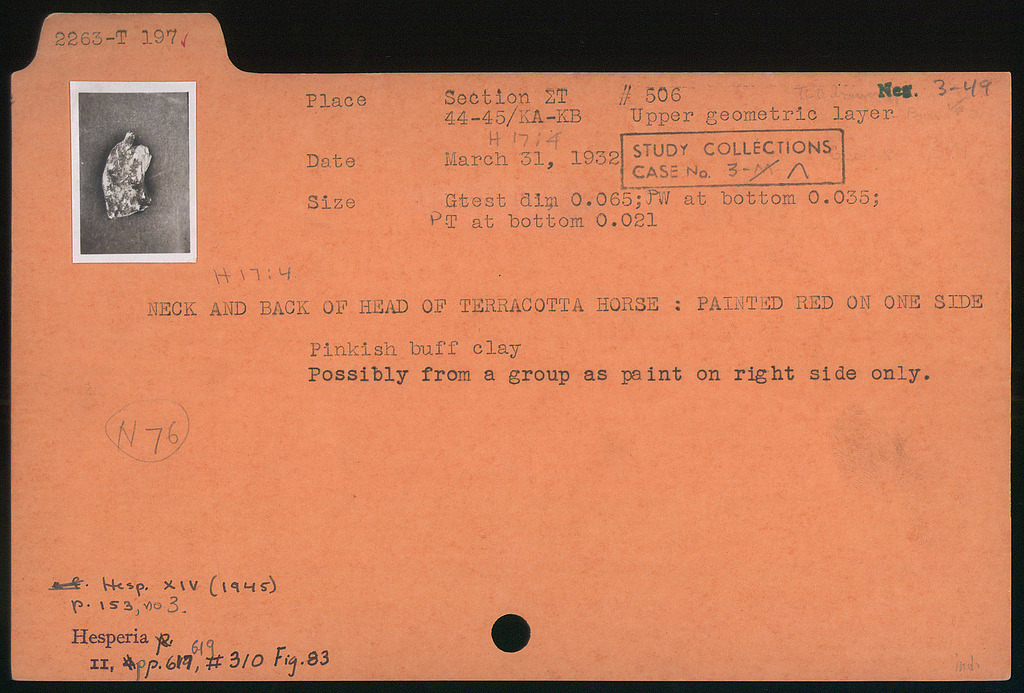 2263-T 197
Place Section ΣT # 506 Neg. 3-49
44-45/KA-KB Upper geometric layer
H 17:4
Date March 31, 1932
STUDY COLLECTIONS
CASE No. 3- Λ
Size Gtest dim 0.065; PW at bottom 0.035;
PT at bottom 0.021
H 17:4
NECK AND BACK OF HEAD OF TERRACOTTA HORSE : PAINTED RED ON ONE SIDE
Pinkish buff clay
Possibly from a group as paint on right side only.
N 76
Hesp. XIV (1945)
p. 153, no 3.
Hesperia
II, pp. 617, 619, # 310 Fig. 83